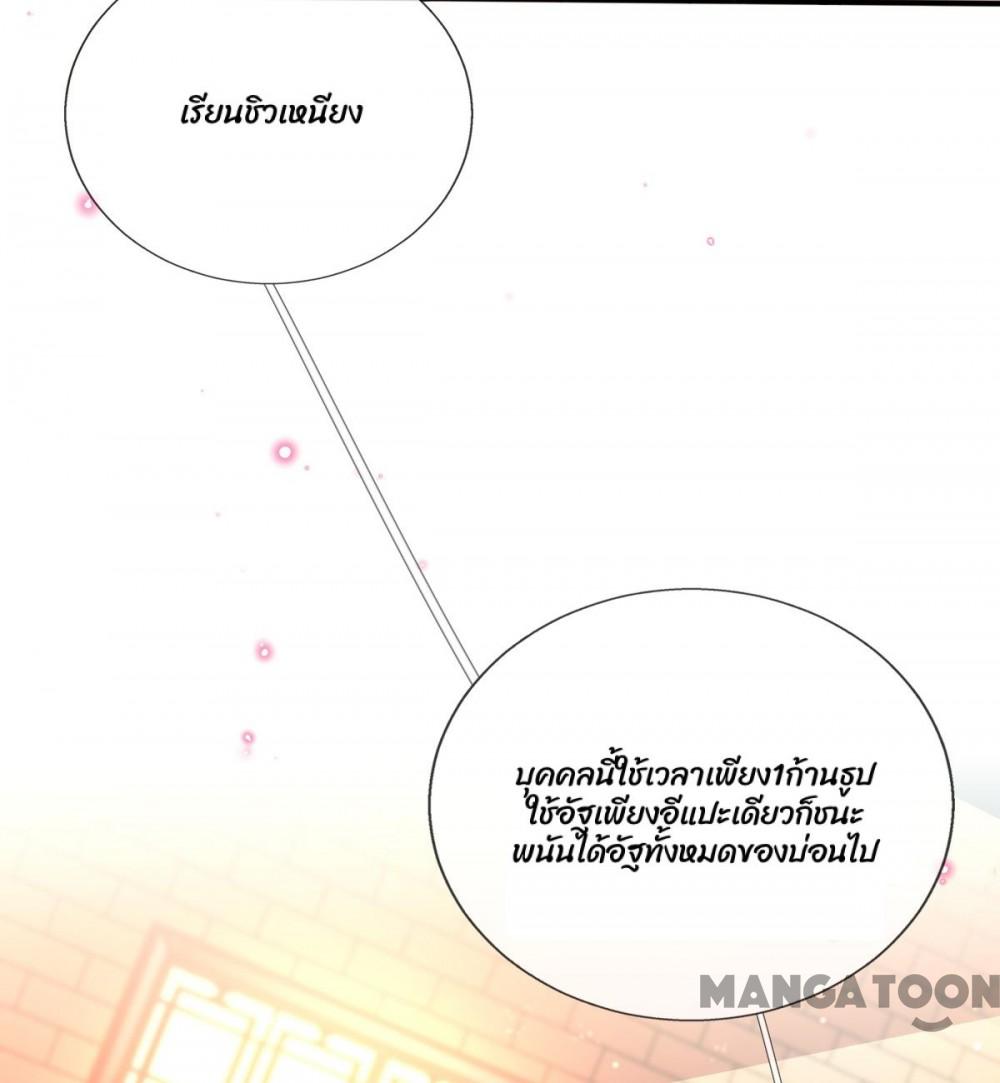 เรียนชิวเหนียง
บุคคลนี้ใช้เวลาเพียง1ก้านธูป
ใช้อัฐเพียงอีแปะเดียวก็ชนะ
พนันได้อัฐทั้งหมดของบ่อนไป
MANGATOON